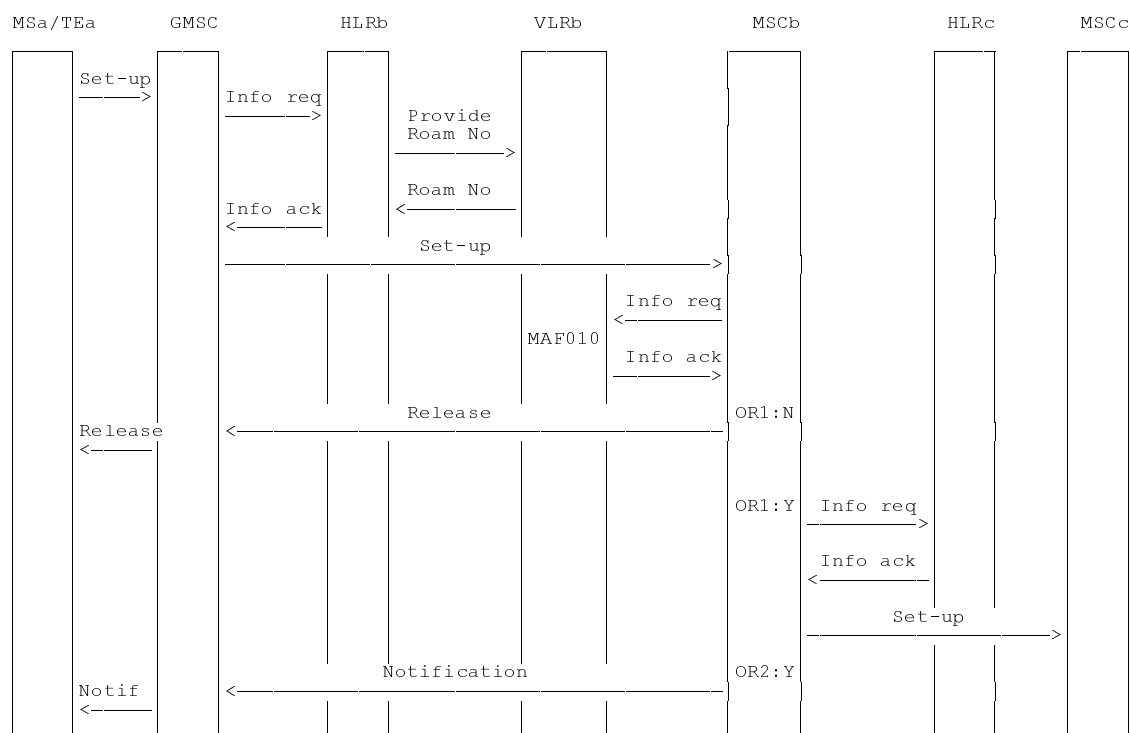 MSa/TEa GMSC HLRb VLRb MSCb HLRc MSCc
Set-up
Info req
Provide
Roam No
Roam No
Info ack
Set-up
Info req
MAF010
Info ack
Release OR1:N
Release
OR1:Y Info req
Info ack
Set-up
Notification OR2:Y
Notif